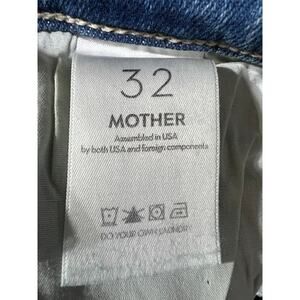 32
MOTHER
Assembled in USA
by both USA and foreign components
DO YOUR OWN LAUNDRY